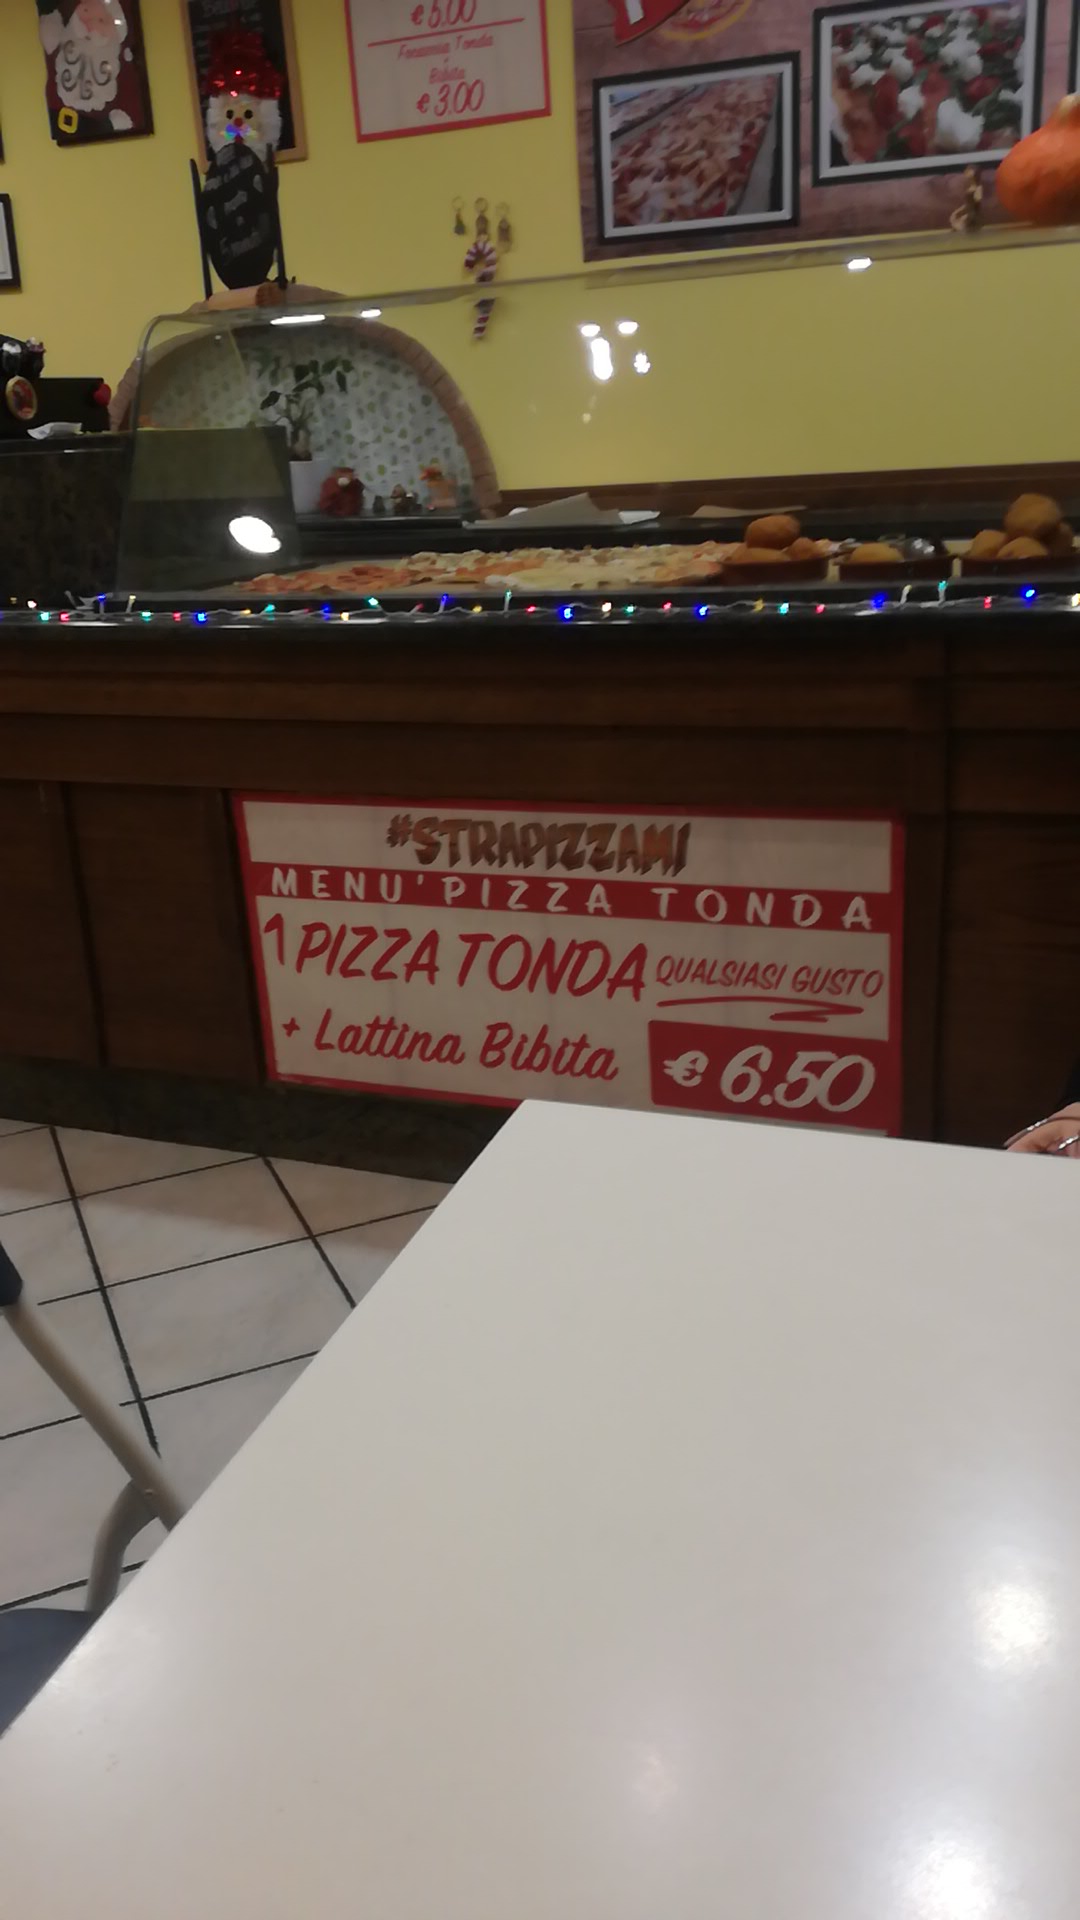 € 6.00
Focaccia Tonda
+
Bibita
€ 3.00
#STRAPIZZAMI
MENU' PIZZA TONDA
1 PIZZA TONDA QUALSIASI GUSTO
+ Lattina Bibita
€ 6.50